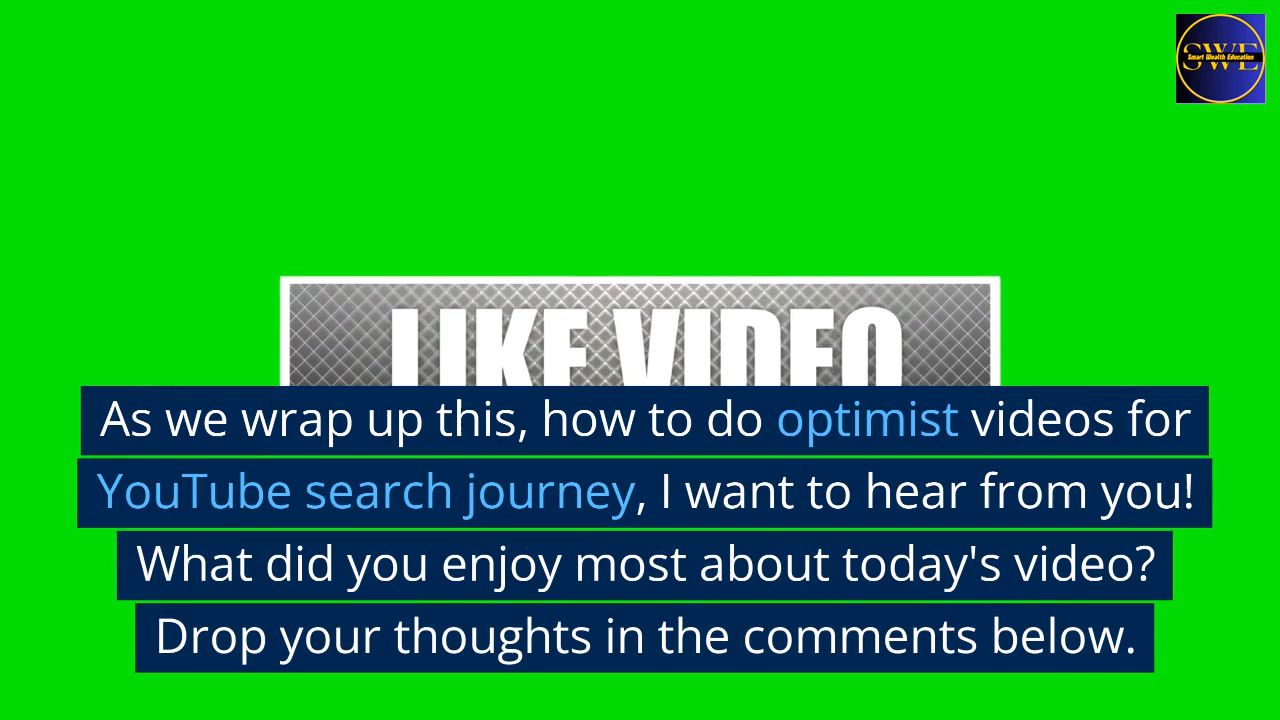 SWE
Smart Wealth Education
LIKE VIDEO
As we wrap up this, how to do optimist videos for
YouTube search journey, I want to hear from you!
What did you enjoy most about today's video?
Drop your thoughts in the comments below.